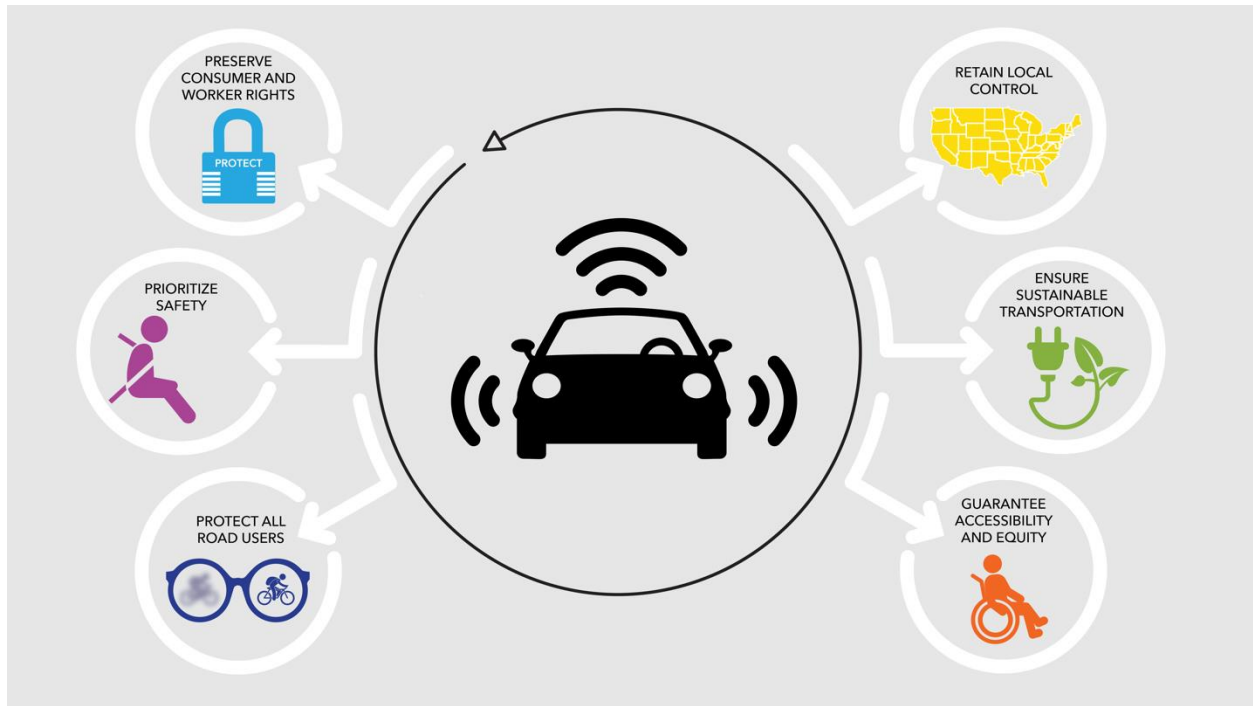 PRESERVE
CONSUMER AND
WORKER RIGHTS
PROTECT
PRIORITIZE
SAFETY
PROTECT ALL
ROAD USERS
RETAIN LOCAL
CONTROL
ENSURE
SUSTAINABLE
TRANSPORTATION
GUARANTEE
ACCESSIBILITY
AND EQUITY